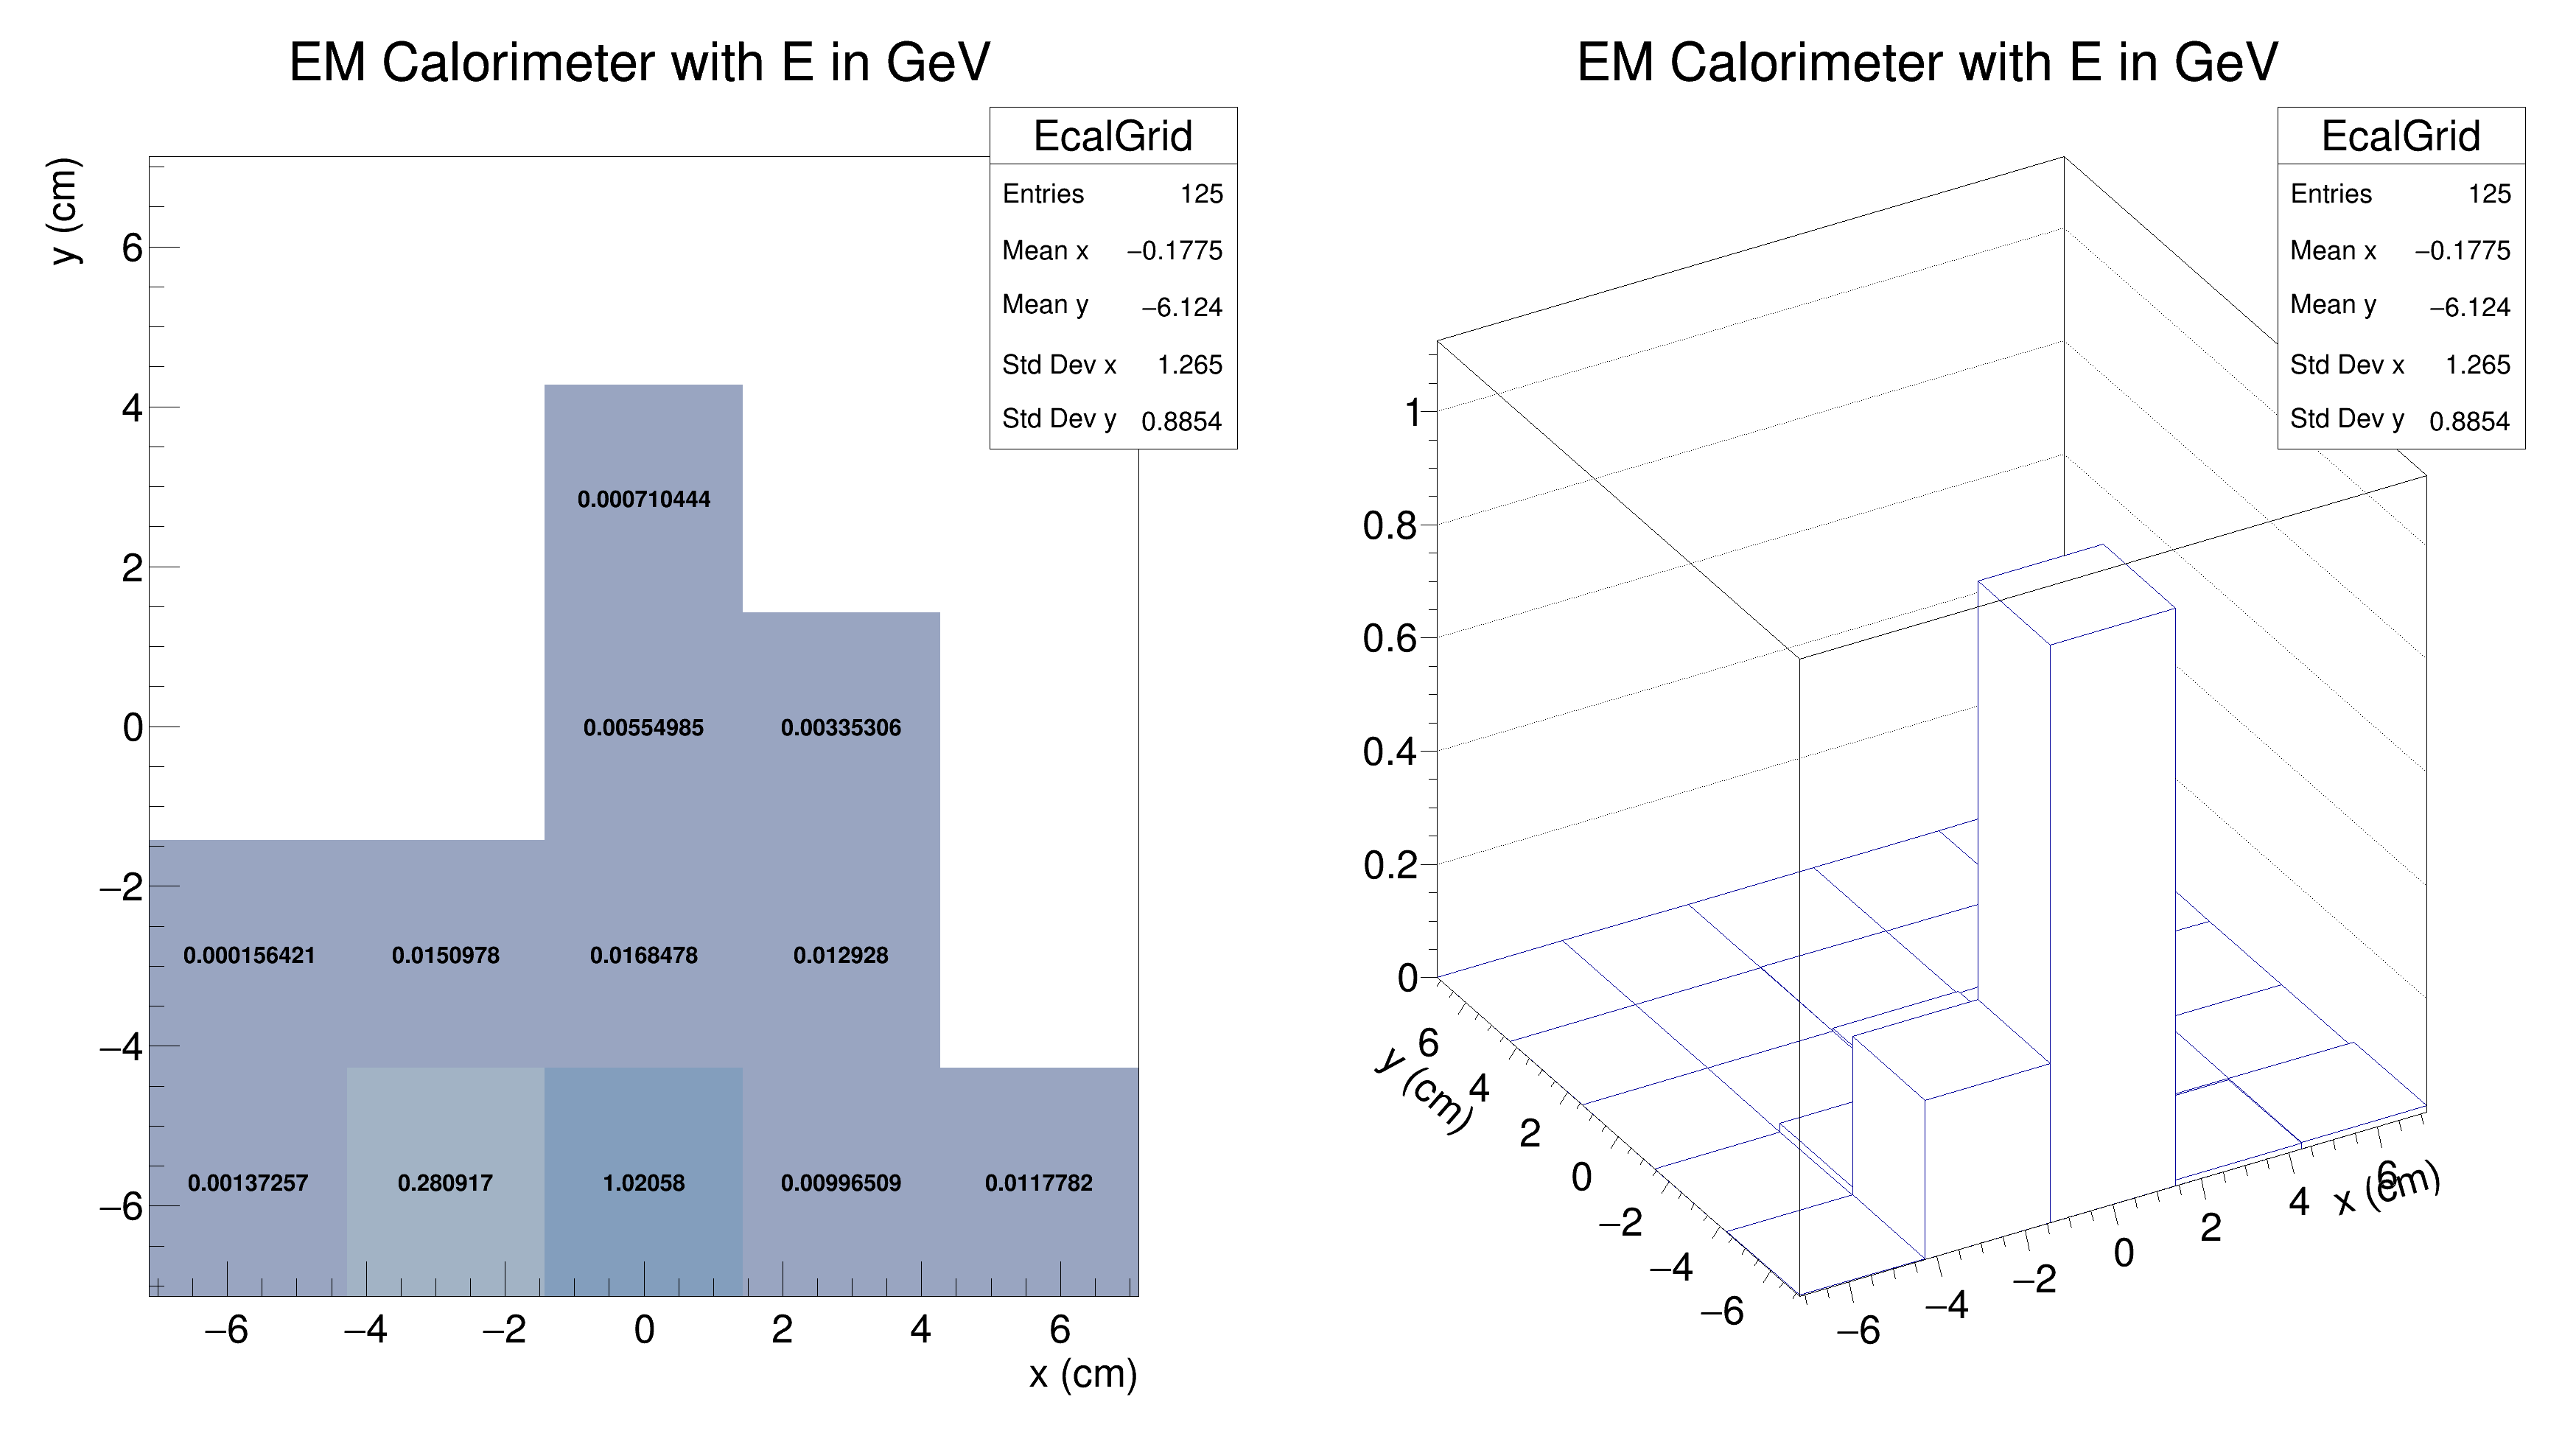 EM Calorimeter with E in GeV
EcalGrid
Entries 125
Mean x −0.1775
Mean y −6.124
Std Dev x 1.265
Std Dev y 0.8854
y (cm)
6
4
2
0
−2
−4
−6
0.000710444
0.00554985 0.00335306
0.000156421 0.0150978 0.0168478 0.012928
0.00137257 0.280917 1.02058 0.00996509 0.0117782
−6 −4 −2 0 2 4 6
x (cm)
EM Calorimeter with E in GeV
EcalGrid
Entries 125
Mean x −0.1775
Mean y −6.124
Std Dev x 1.265
Std Dev y 0.8854
1
0.8
0.6
0.4
0.2
0
6
4
2
0
−2
−4
−6
y (cm)
−6 −4 −2 0 2 4 6
x (cm)